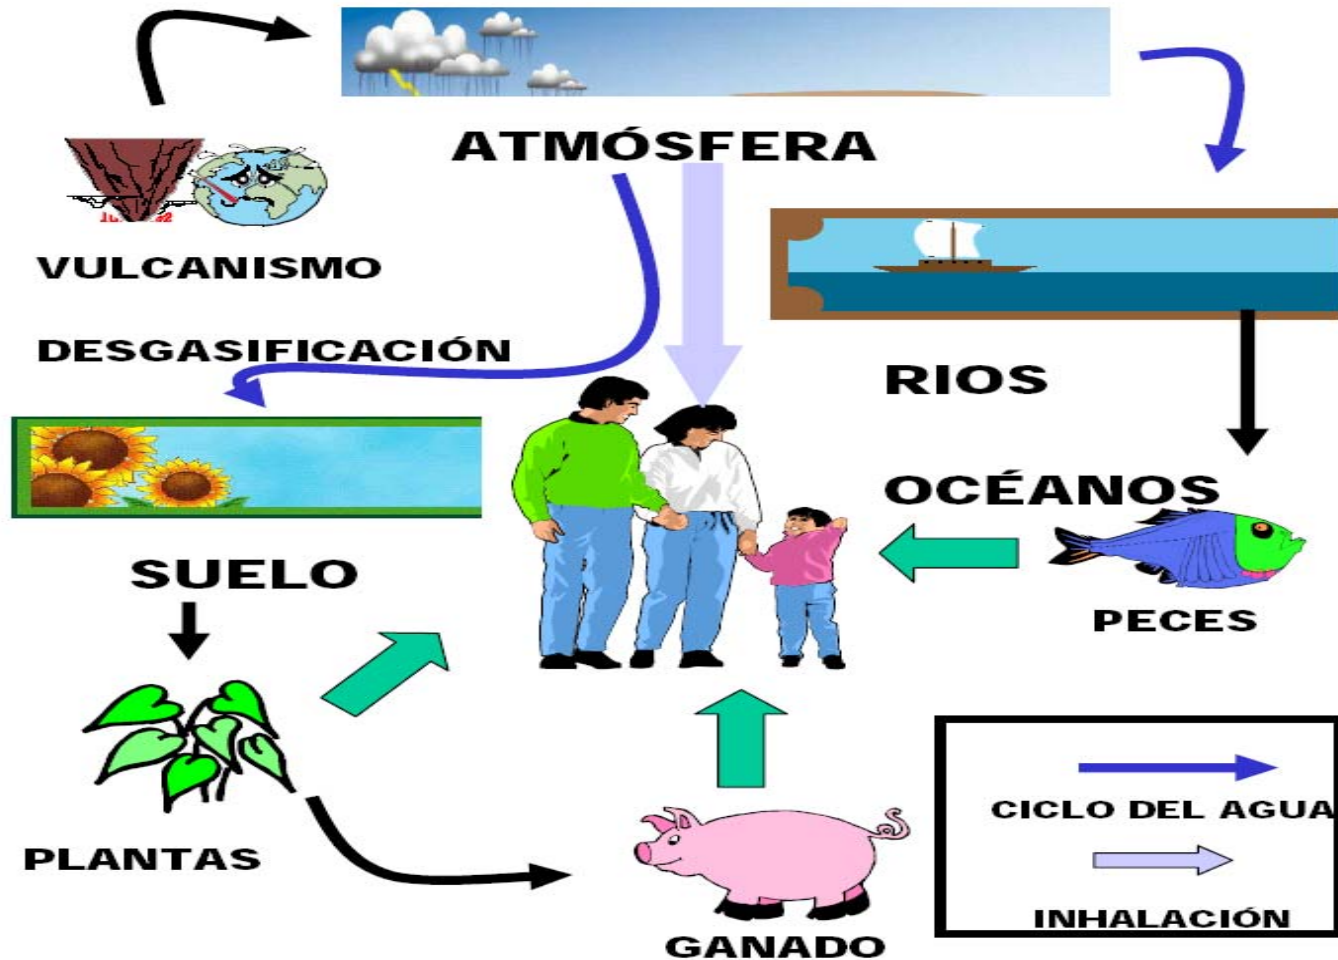 ATMÓSFERA
VULCANISMO
DESGASIFICACIÓN
RIOS
OCÉANOS
SUELO
PECES
PLANTAS
GANADO
CICLO DEL AGUA
INHALACIÓN